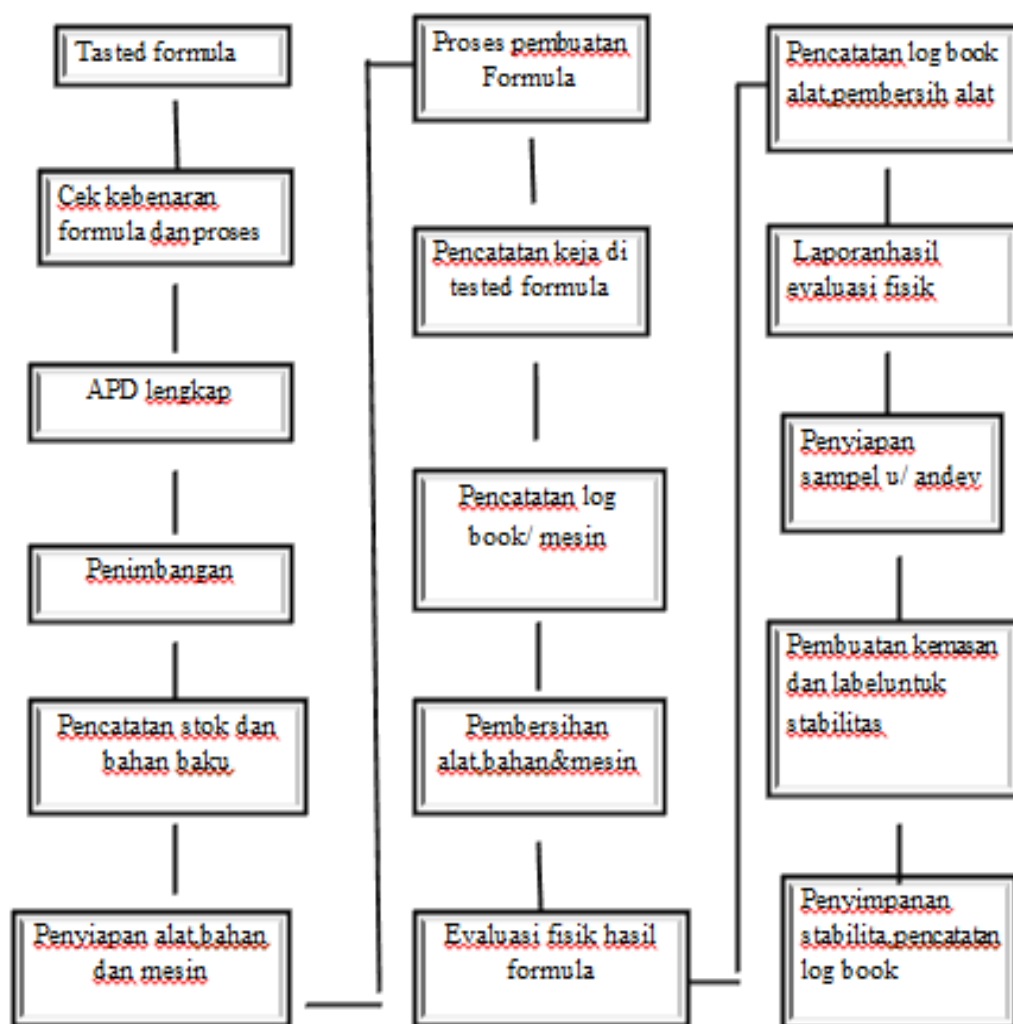 Tasted formula
Cek kebenaran
formula dan proses
APD lengkap
Penimbangan
Pencatatan stok dan
bahan baku
Penyiapan alat,bahan
dan mesin
Proses pembuatan
Formula
Pencatatan keja di
tested formula
Pencatatan log
book/ mesin
Pembersihan
alat,bahan&mesin
Evaluasi fisik hasil
formula
Pencatatan log book
alat,pembersih alat
Laporanhasil
evaluasi fisik
Penyiapan
sampel u/ andev
Pembuatan kemasan
dan labeluntuk
stabilitas
Penyimpanan
stabilita,pencatatan
log book